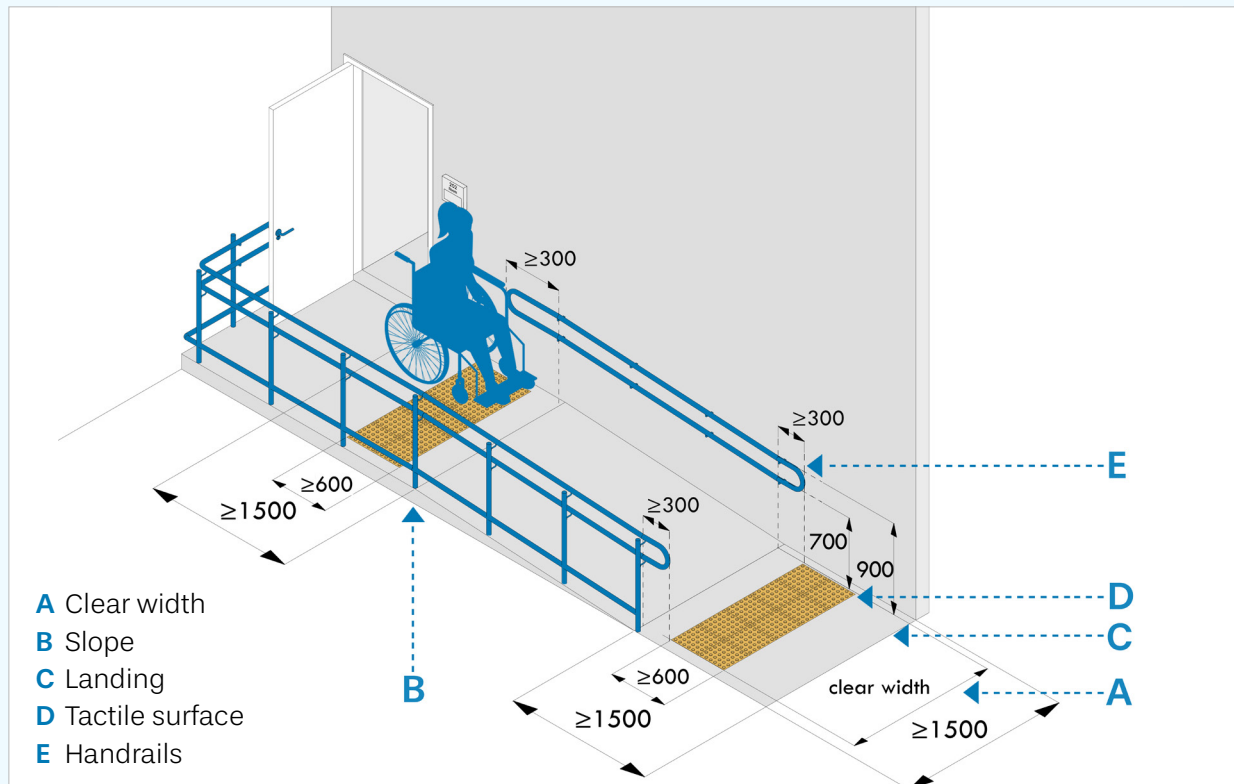 ≥300
≥300
E
≥300
≥600
≥1500
700
900
D
C
B
≥600
clear width
A
≥1500
≥1500
A Clear width
B Slope
C Landing
D Tactile surface
E Handrails